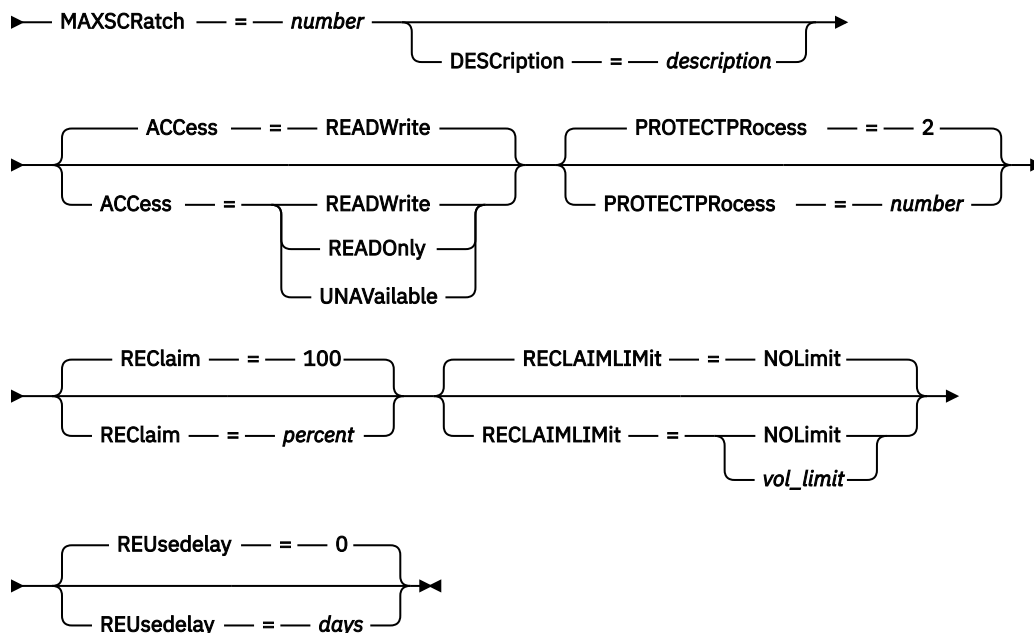 MAXSCRatch = number
DESCription = description
ACCess = READWrite PROTECTPRocess = 2
ACCess = READWrite PROTECTPRocess = number
READOnly
UNAVailable
REClaim = 100 RECLAIMLIMit = NOLimit
REClaim = percent RECLAIMLIMit = NOLimit
vol_limit
REUsedelay = 0
REUsedelay = days